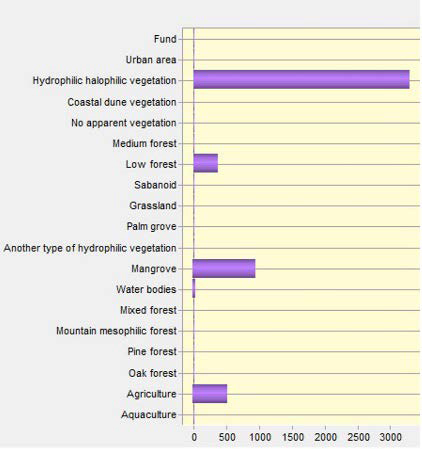 Fund
Urban area
Hydrophilic halophilic vegetation
Coastal dune vegetation
No apparent vegetation
Medium forest
Low forest
Sabanoid
Grassland
Palm grove
Another type of hydrophilic vegetation
Mangrove
Water bodies
Mixed forest
Mountain mesophilic forest
Pine forest
Oak forest
Agriculture
Aquaculture
0 500 1000 1500 2000 2500 3000